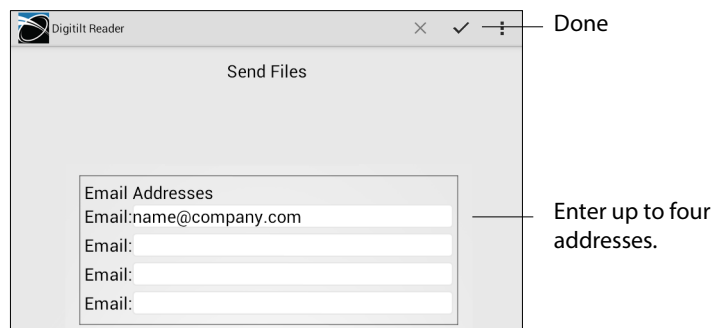 Digitilt Reader
Done
Send Files
Email Addresses
Email:name@company.com
Email:
Email:
Email:
Enter up to four
addresses.